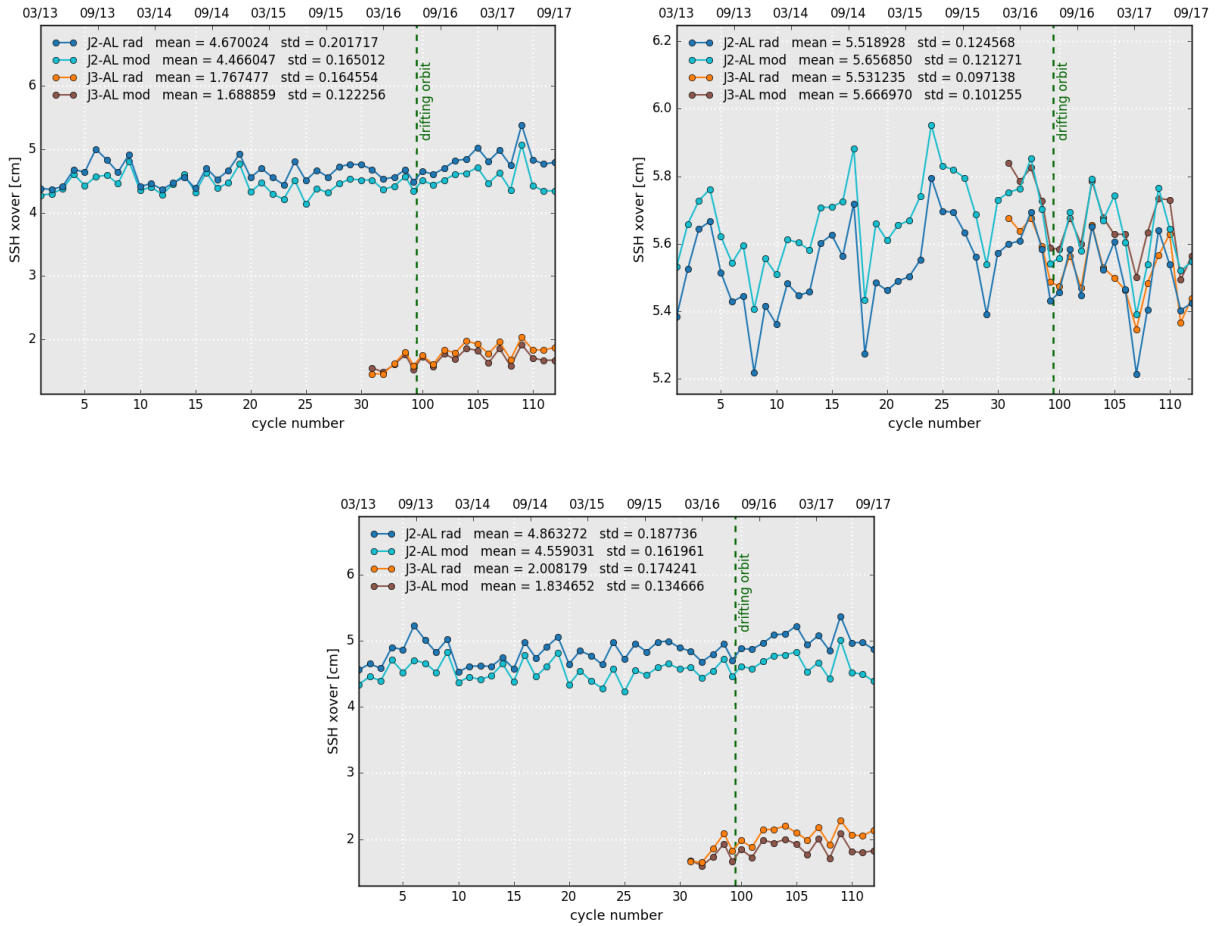 03/13 09/13 03/14 09/14 03/15 09/15 03/16 09/16 03/17 09/17
J2-AL rad mean = 4.670024 std = 0.201717
J2-AL mod mean = 4.466047 std = 0.165012
J3-AL rad mean = 1.767477 std = 0.164554
J3-AL mod mean = 1.688859 std = 0.122256
drifting orbit
SSH xover [cm]
6
5
4
3
2
5 10 15 20 25 30 100 105 110
cycle number
03/13 09/13 03/14 09/14 03/15 09/15 03/16 09/16 03/17 09/17
J2-AL rad mean = 5.518928 std = 0.124568
J2-AL mod mean = 5.656850 std = 0.121271
J3-AL rad mean = 5.531235 std = 0.097138
J3-AL mod mean = 5.666970 std = 0.101255
drifting orbit
SSH xover [cm]
6.2
6.0
5.8
5.6
5.4
5.2
5 10 15 20 25 30 100 105 110
cycle number
03/13 09/13 03/14 09/14 03/15 09/15 03/16 09/16 03/17 09/17
J2-AL rad mean = 4.863272 std = 0.187736
J2-AL mod mean = 4.559031 std = 0.161961
J3-AL rad mean = 2.008179 std = 0.174241
J3-AL mod mean = 1.834652 std = 0.134666
drifting orbit
SSH xover [cm]
6
5
4
3
2
5 10 15 20 25 30 100 105 110
cycle number